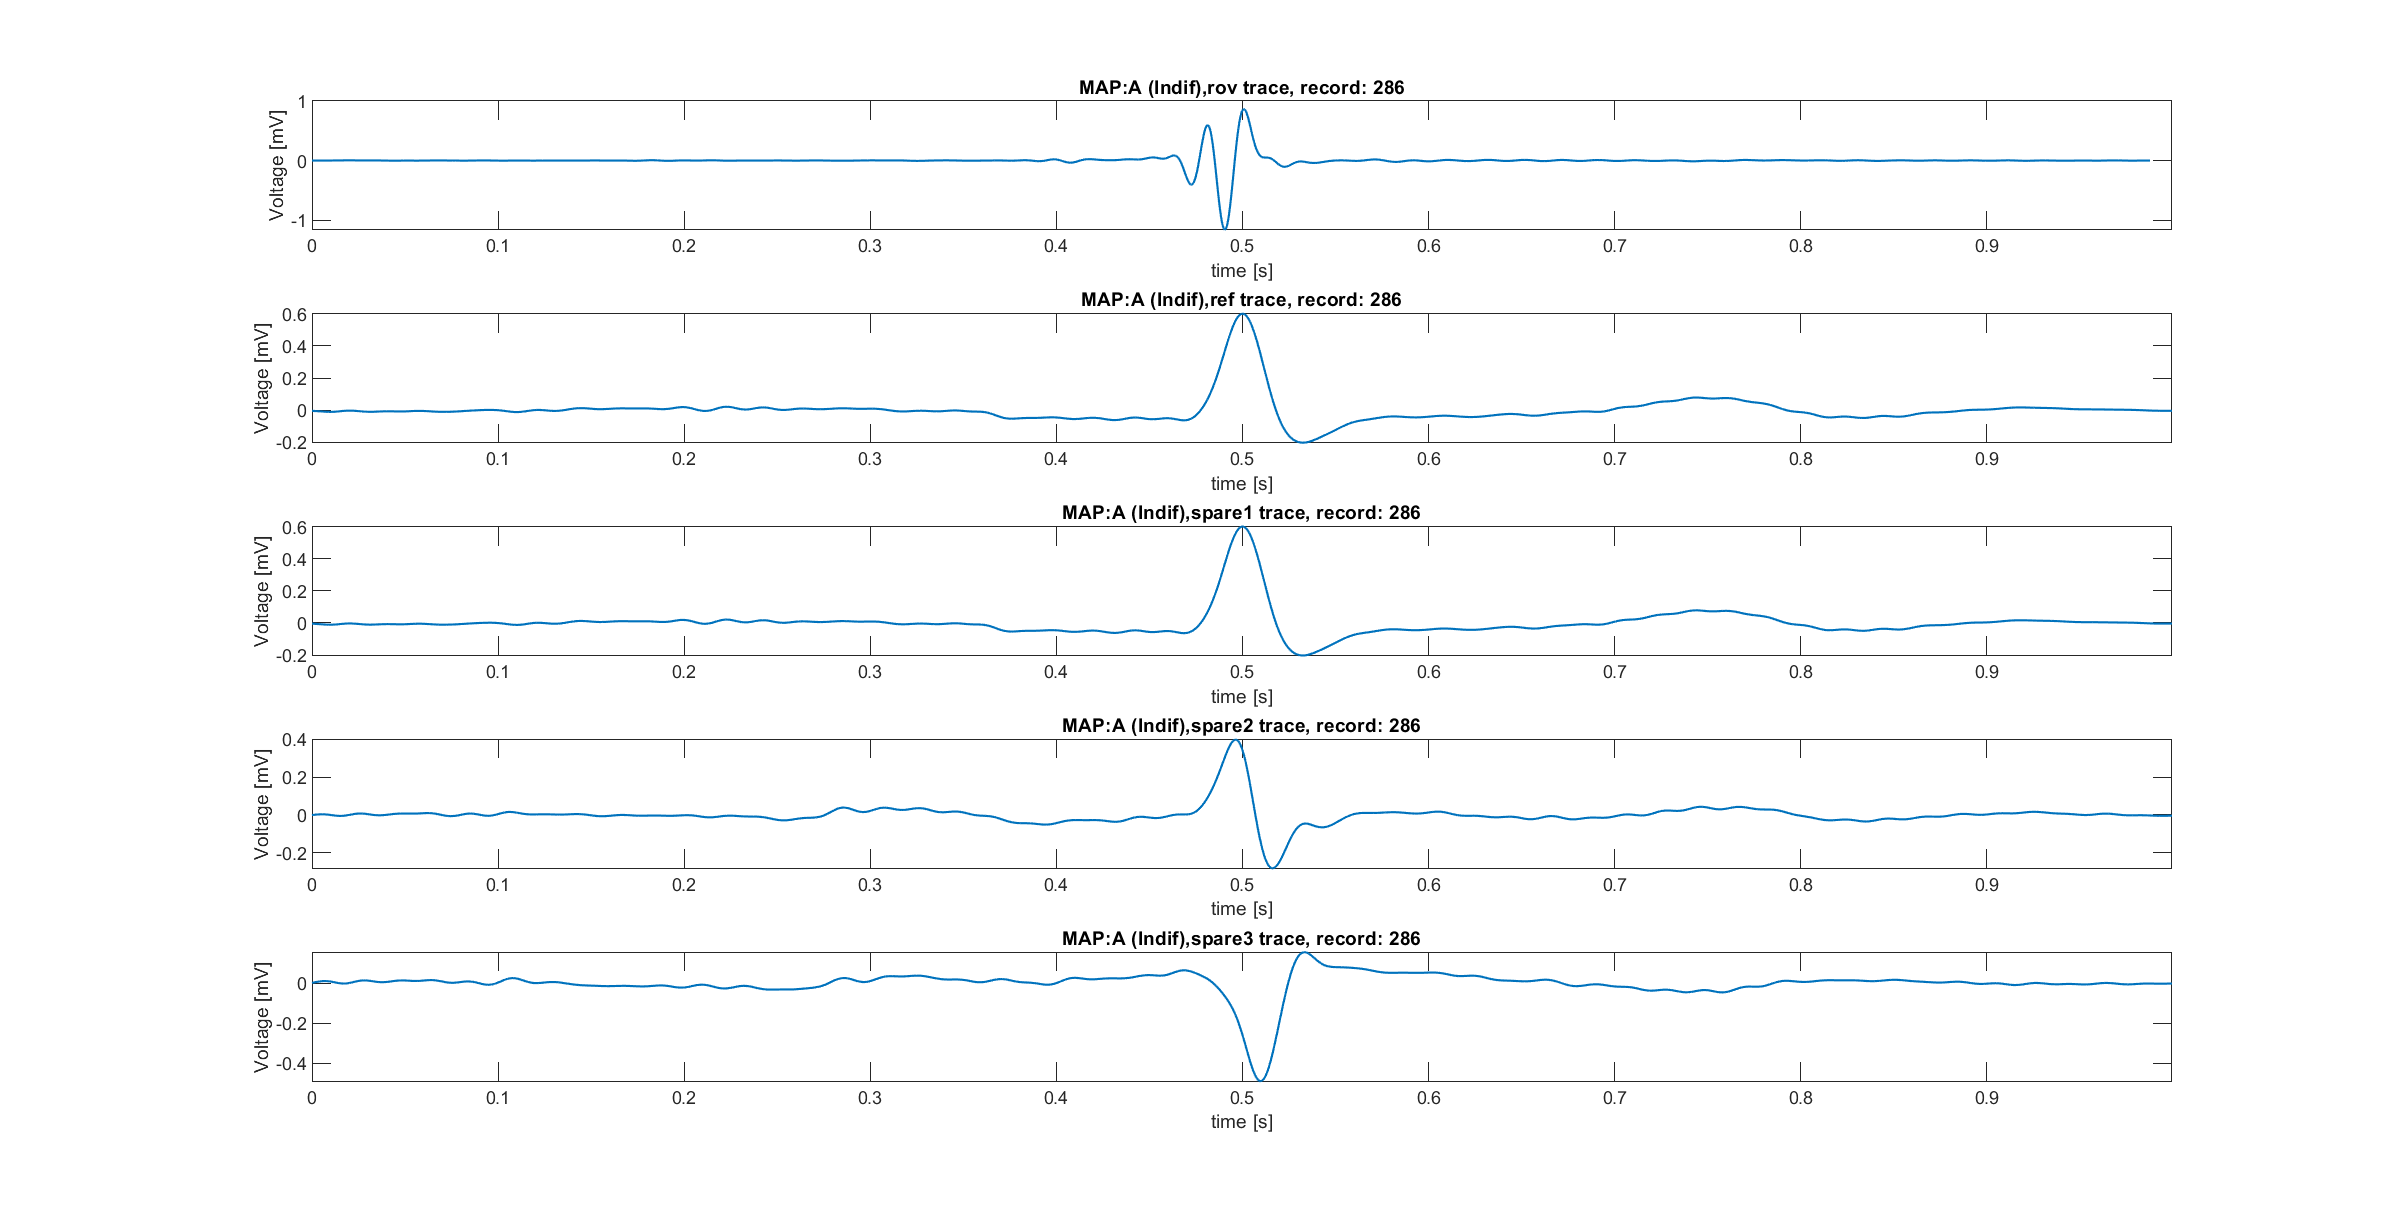 MAP:A (Indif),rov trace, record: 286
1
0
-1
Voltage [mV]
0 0.1 0.2 0.3 0.4 0.5 0.6 0.7 0.8 0.9
time [s]
MAP:A (Indif),ref trace, record: 286
0.6
0.4
0.2
0
-0.2
Voltage [mV]
0 0.1 0.2 0.3 0.4 0.5 0.6 0.7 0.8 0.9
time [s]
MAP:A (Indif),spare1 trace, record: 286
0.6
0.4
0.2
0
-0.2
Voltage [mV]
0 0.1 0.2 0.3 0.4 0.5 0.6 0.7 0.8 0.9
time [s]
MAP:A (Indif),spare2 trace, record: 286
0.4
0.2
0
-0.2
Voltage [mV]
0 0.1 0.2 0.3 0.4 0.5 0.6 0.7 0.8 0.9
time [s]
MAP:A (Indif),spare3 trace, record: 286
0
-0.2
-0.4
Voltage [mV]
0 0.1 0.2 0.3 0.4 0.5 0.6 0.7 0.8 0.9
time [s]